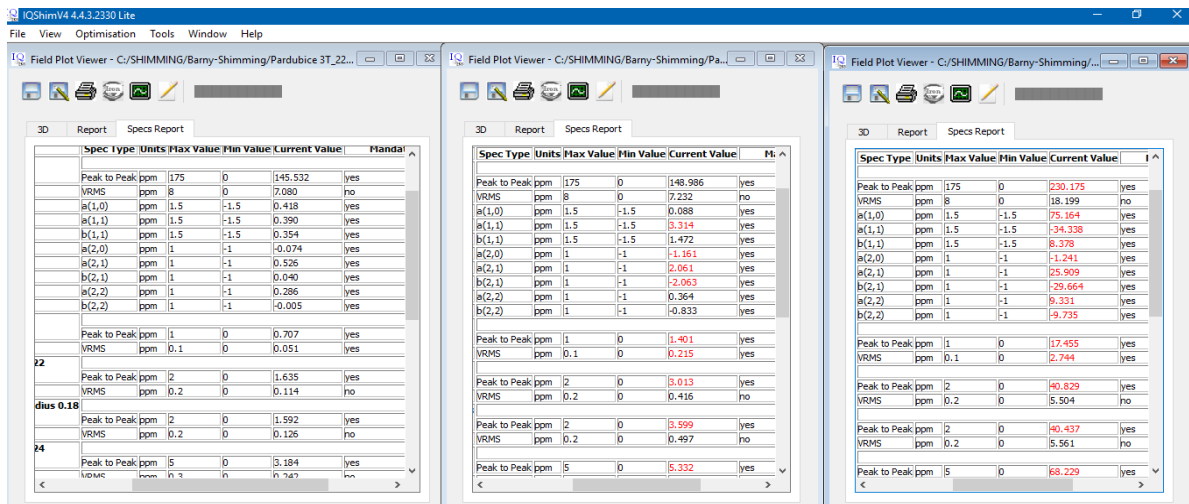 IQShimV4 4.4.3.2330 Lite
File View Optimisation Tools Window Help
Field Plot Viewer - C:/SHIMMING/Barny-Shimming/Pardubice 3T_22...
3D Report Specs Report
Spec Type Units Max Value Min Value Current Value Mandat
Peak to Peak ppm 175 0 145.532 yes
VRMS ppm 8 0 7.080 no
a(1,0) ppm 1.5 -1.5 0.418 yes
a(1,1) ppm 1.5 -1.5 0.390 yes
b(1,1) ppm 1.5 -1.5 0.354 yes
a(2,0) ppm 1 -1 -0.074 yes
a(2,1) ppm 1 -1 0.526 yes
b(2,1) ppm 1 -1 0.040 yes
a(2,2) ppm 1 -1 0.286 yes
b(2,2) ppm 1 -1 -0.005 yes
Peak to Peak ppm 1 0 0.707 yes
VRMS ppm 0.1 0 0.051 yes
22
Peak to Peak ppm 2 0 1.635 yes
VRMS ppm 0.2 0 0.114 no
dius 0.18
Peak to Peak ppm 2 0 1.592 yes
VRMS ppm 0.2 0 0.126 no
24
Peak to Peak ppm 5 0 3.184 yes
VRMS ppm 0.3 0 0.242 no
Field Plot Viewer - C:/SHIMMING/Barny-Shimming/Pa...
3D Report Specs Report
Spec Type Units Max Value Min Value Current Value Ma
Peak to Peak ppm 175 0 148.986 yes
VRMS ppm 8 0 7.232 no
a(1,0) ppm 1.5 -1.5 0.088 yes
a(1,1) ppm 1.5 -1.5 3.314 yes
b(1,1) ppm 1.5 -1.5 1.472 yes
a(2,0) ppm 1 -1 -1.161 yes
a(2,1) ppm 1 -1 2.061 yes
b(2,1) ppm 1 -1 -2.063 yes
a(2,2) ppm 1 -1 0.364 yes
b(2,2) ppm 1 -1 -0.833 yes
Peak to Peak ppm 1 0 1.401 yes
VRMS ppm 0.1 0 0.215 yes
Peak to Peak ppm 2 0 3.013 yes
VRMS ppm 0.2 0 0.416 no
Peak to Peak ppm 2 0 3.599 yes
VRMS ppm 0.2 0 0.497 no
Peak to Peak ppm 5 0 5.332 yes
Field Plot Viewer - C:/SHIMMING/Barny-Shimming/...
3D Report Specs Report
Spec Type Units Max Value Min Value Current Value
Peak to Peak ppm 175 0 230.175 yes
VRMS ppm 8 0 18.199 no
a(1,0) ppm 1.5 -1.5 75.164 yes
a(1,1) ppm 1.5 -1.5 -34.338 yes
b(1,1) ppm 1.5 -1.5 8.378 yes
a(2,0) ppm 1 -1 -1.241 yes
a(2,1) ppm 1 -1 25.909 yes
b(2,1) ppm 1 -1 -29.664 yes
a(2,2) ppm 1 -1 9.331 yes
b(2,2) ppm 1 -1 -9.735 yes
Peak to Peak ppm 1 0 17.455 yes
VRMS ppm 0.1 0 2.744 yes
Peak to Peak ppm 2 0 40.829 yes
VRMS ppm 0.2 0 5.504 no
Peak to Peak ppm 2 0 40.437 yes
VRMS ppm 0.2 0 5.561 no
Peak to Peak ppm 5 0 68.229 yes